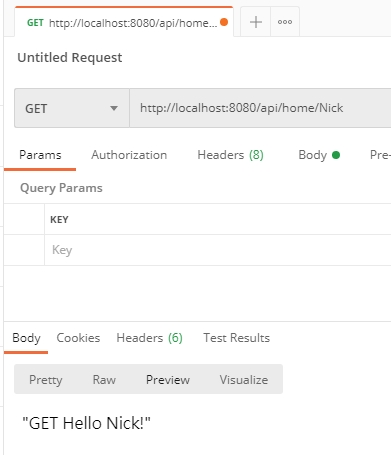 GET http://localhost:8080/api/home...
Untitled Request
GET http://localhost:8080/api/home/Nick
Params Authorization Headers (8) Body Pre-
Query Params
KEY
Key
Body Cookies Headers (6) Test Results
Pretty Raw Preview Visualize
"GET Hello Nick!"